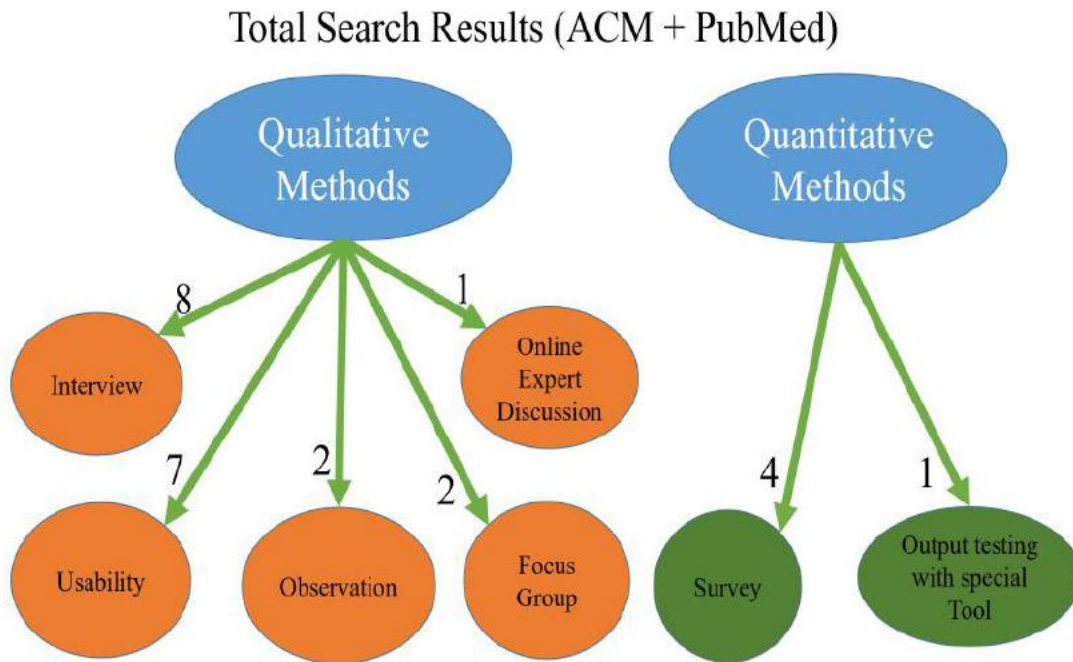 Total Search Results (ACM + PubMed)
Qualitative
Methods
Quantitative
Methods
8
1
Interview
Online
Expert
Discussion
7
2
2
4
1
Usability
Observation
Focus
Group
Survey
Output testing
with special
Tool